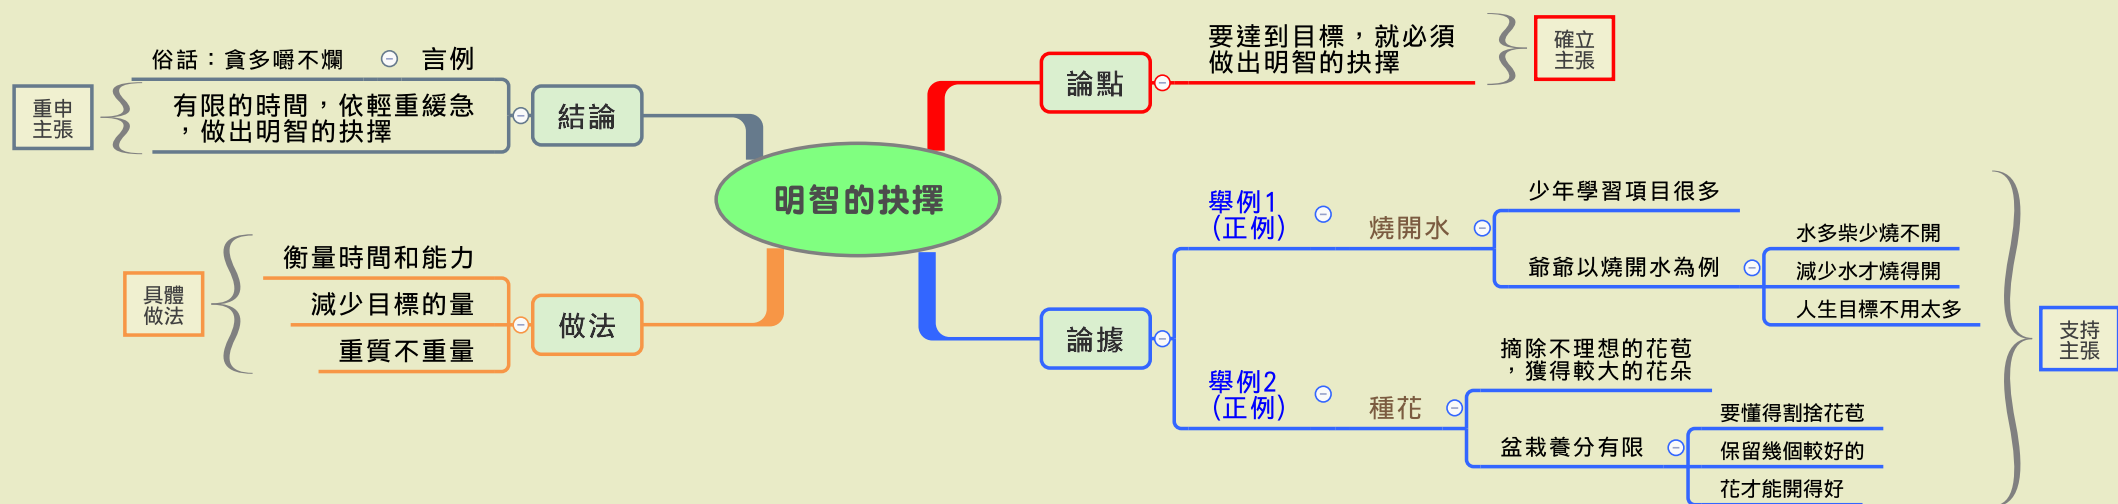 明智的抉擇
論點
要達到目標，就必須
做出明智的抉擇
確立
主張
論據
舉例1
(正例)
燒開水
少年學習項目很多
爺爺以燒開水為例
水多柴少燒不開
減少水才燒得開
人生目標不用太多
舉例2
(正例)
種花
摘除不理想的花苞
，獲得較大的花朵
盆栽養分有限
要懂得割捨花苞
保留幾個較好的
花才能開得好
支持
主張
做法
衡量時間和能力
減少目標的量
重質不重量
具體
做法
結論
言例
俗話：貪多嚼不爛
有限的時間，依輕重緩急
，做出明智的抉擇
重申
主張